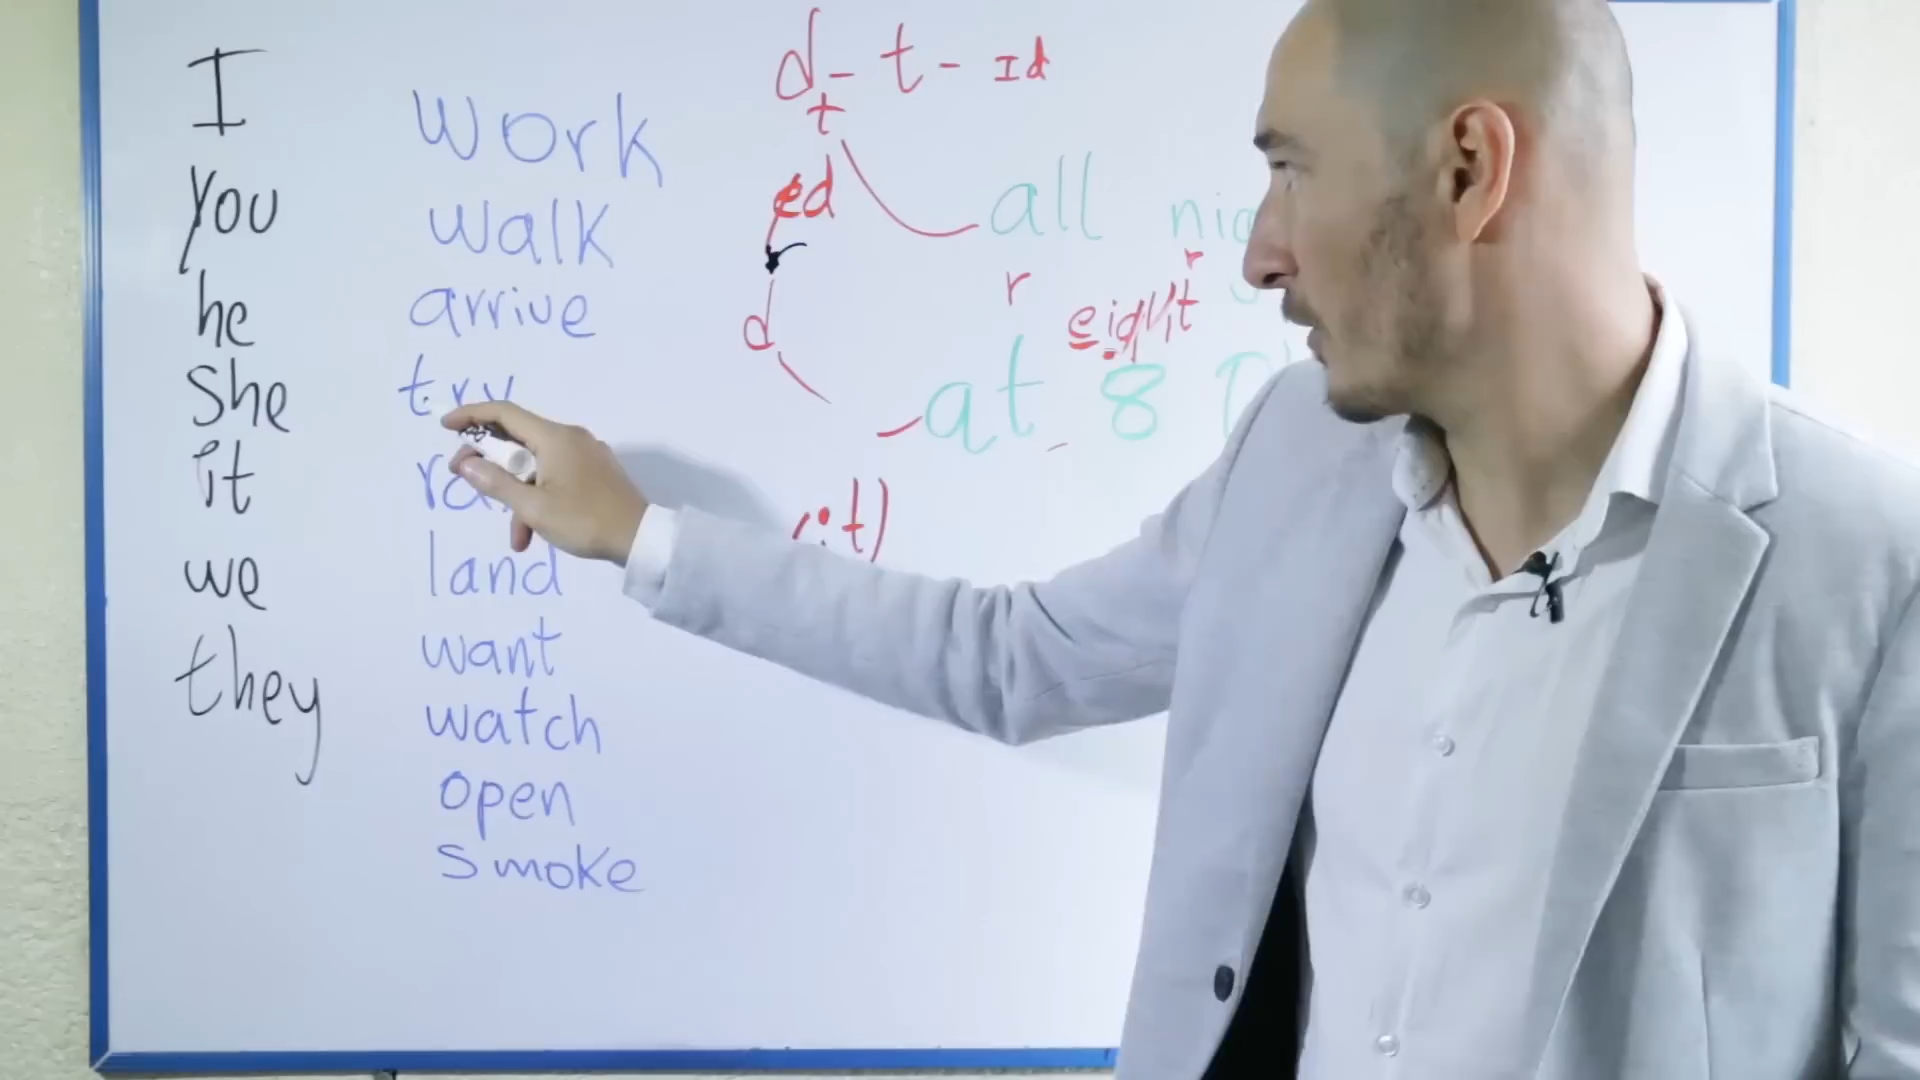 I
you
he
She
it
we
they
work
walk
arrive
try
land
want
watch
open
smoke
d - t - Id
t
ed
d
all
r
r
eight
at 8